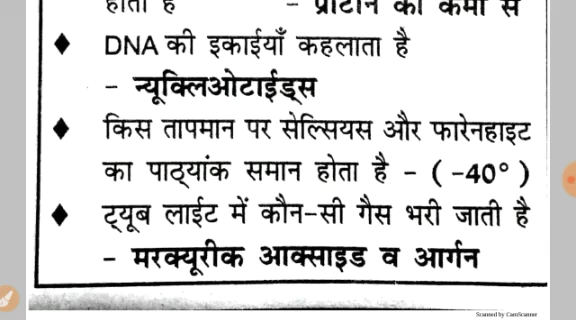 होता है - प्रोटीन की कमी से
♦ DNA की इकाईयाँ कहलाता है
- न्यूक्लिओटाईड्स
♦ किस तापमान पर सेल्सियस और फारेनहाइट
का पाठ्यांक समान होता है - ( -40° )
♦ ट्यूब लाईट में कौन-सी गैस भरी जाती है
- मरक्यूरीक आक्साइड व आर्गन
Scanned by CamScanner